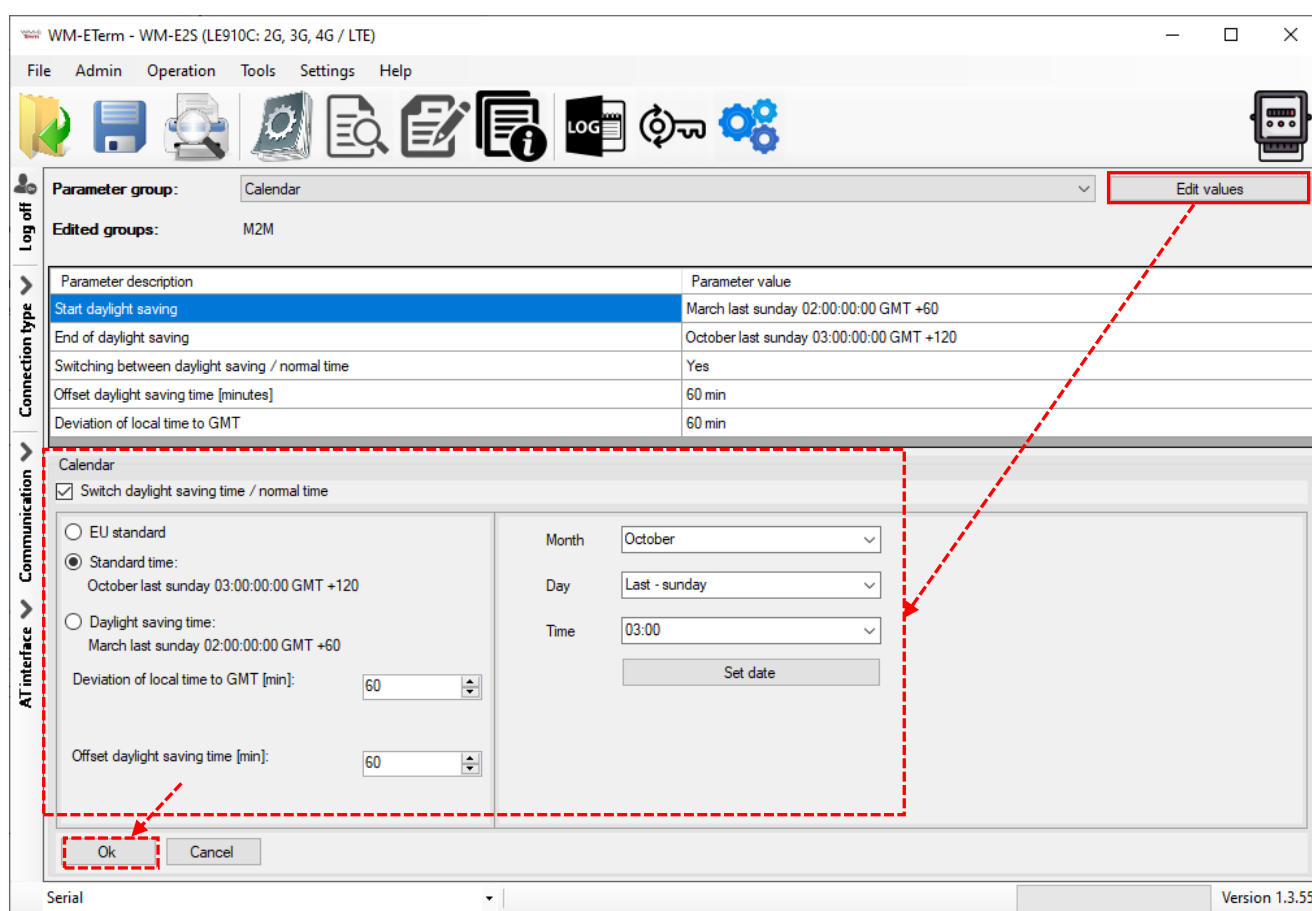 WM-ETerm - WM-E2S (LE910C: 2G, 3G, 4G / LTE)
File Admin Operation Tools Settings Help
LOG
Log off
Connection type
Communication
AT interface
Parameter group: Calendar Edit values
Edited groups: M2M
Parameter description Parameter value
Start daylight saving March last sunday 02:00:00:00 GMT +60
End of daylight saving October last sunday 03:00:00:00 GMT +120
Switching between daylight saving / normal time Yes
Offset daylight saving time [minutes] 60 min
Deviation of local time to GMT 60 min
Calendar
Switch daylight saving time / normal time
EU standard
Standard time:
October last sunday 03:00:00:00 GMT +120
Daylight saving time:
March last sunday 02:00:00:00 GMT +60
Deviation of local time to GMT [min]: 60
Offset daylight saving time [min]: 60
Month October
Day Last - sunday
Time 03:00
Set date
Ok Cancel
Serial Version 1.3.55